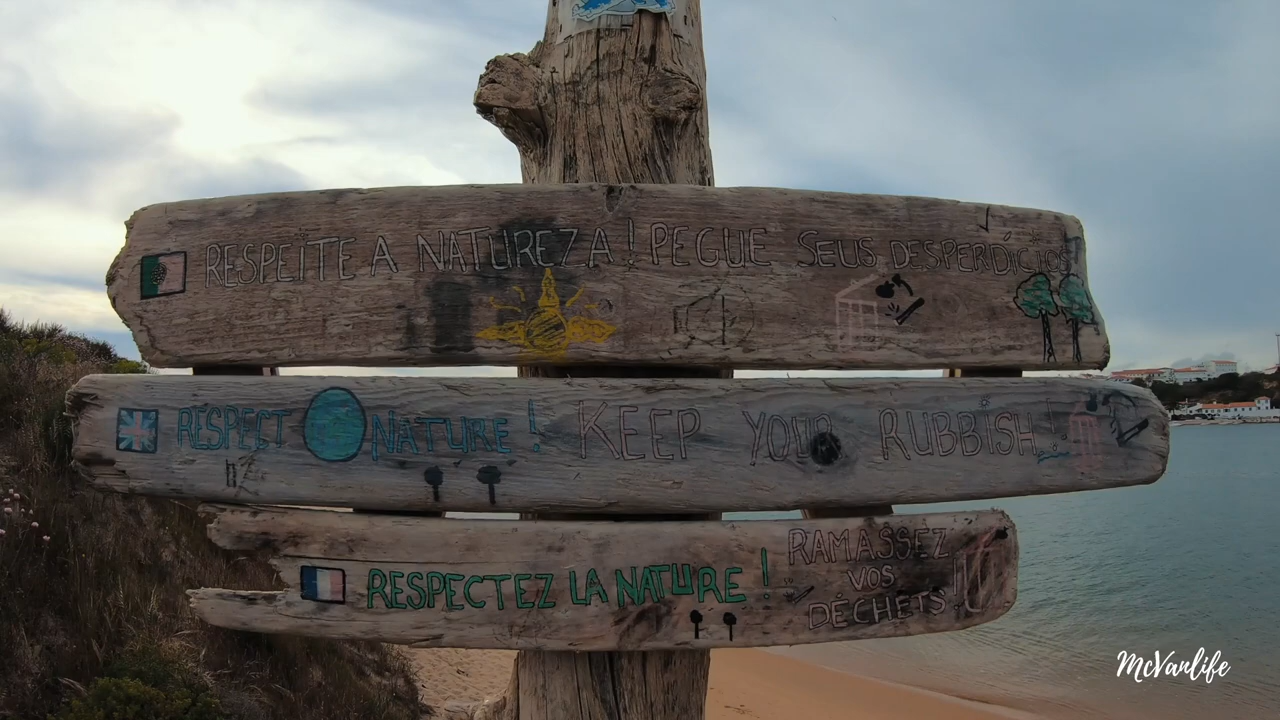 RESPEITE A NATUREZA! PEGUE SEUS DESPERDÍCIOS
RESPECT NATURE! KEEP YOUR RUBBISH!
RESPECTEZ LA NATURE!
RAMASSEZ
VOS
DÉCHETS!
McVanlife